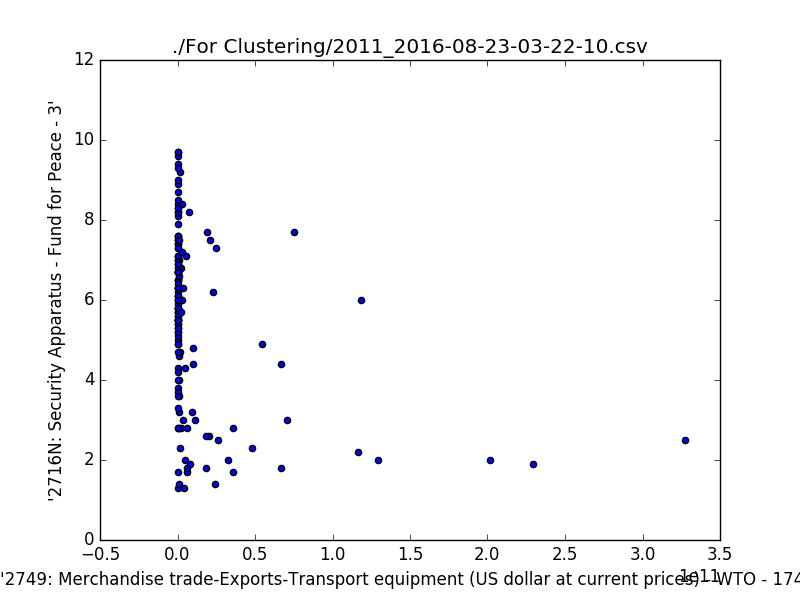 ./For Clustering/2011_2016-08-23-03-22-10.csv
12
10
8
6
4
2
0
'2716N: Security Apparatus - Fund for Peace - 3'
−0.5 0.0 0.5 1.0 1.5 2.0 2.5 3.0 3.5
1e11
'2749: Merchandise trade-Exports-Transport equipment (US dollar at current prices) - WTO - 174